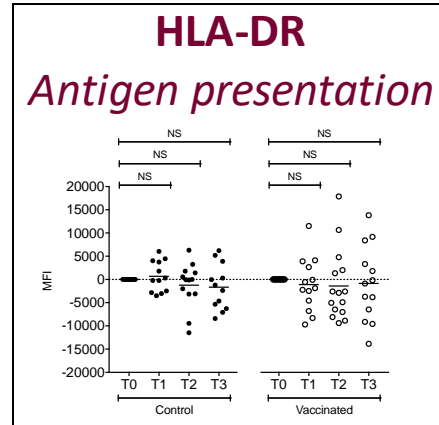 HLA-DR
Antigen presentation
NS NS
NS NS
NS NS
20000
15000
10000
5000
0
-5000
-10000
-15000
-20000
MFI
T0 T1 T2 T3 T0 T1 T2 T3
Control Vaccinated